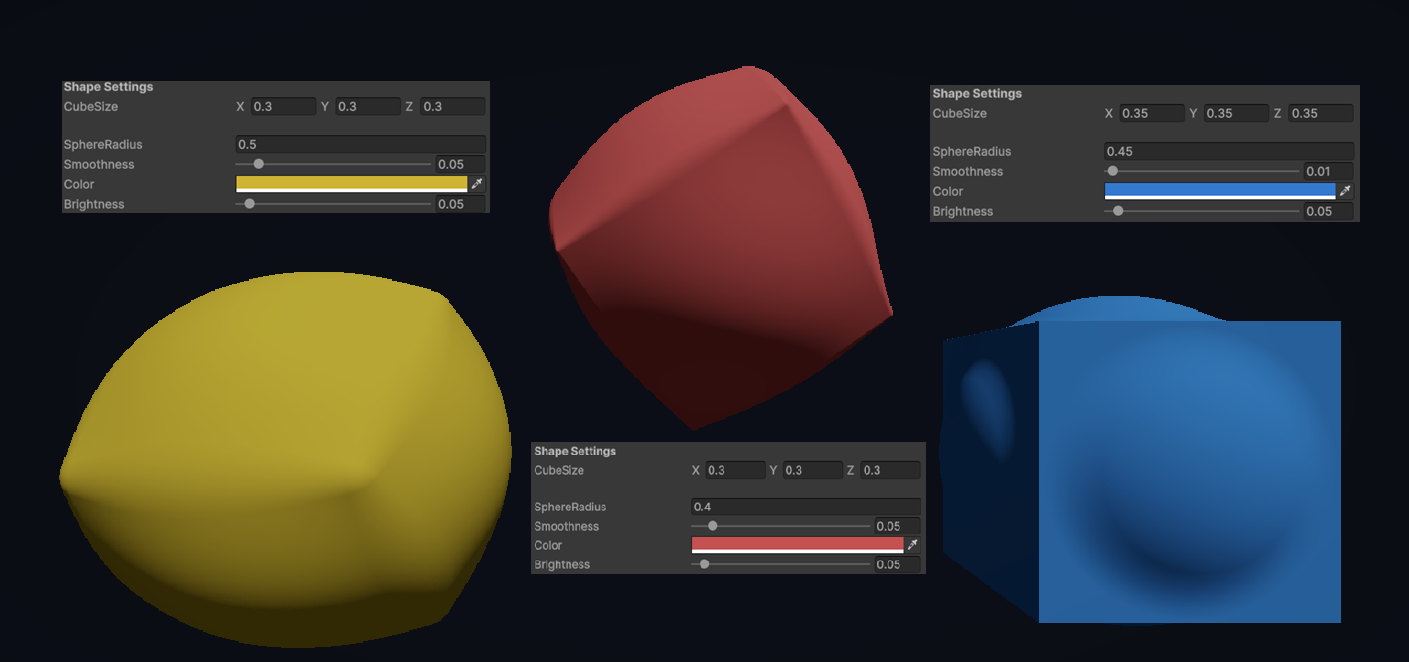 Shape Settings
CubeSize X 0.3 Y 0.3 Z 0.3
SphereRadius 0.5
Smoothness 0.05
Color
Brightness 0.05
Shape Settings
CubeSize X 0.35 Y 0.35 Z 0.35
SphereRadius 0.45
Smoothness 0.01
Color
Brightness 0.05
Shape Settings
CubeSize X 0.3 Y 0.3 Z 0.3
SphereRadius 0.4
Smoothness 0.05
Color
Brightness 0.05